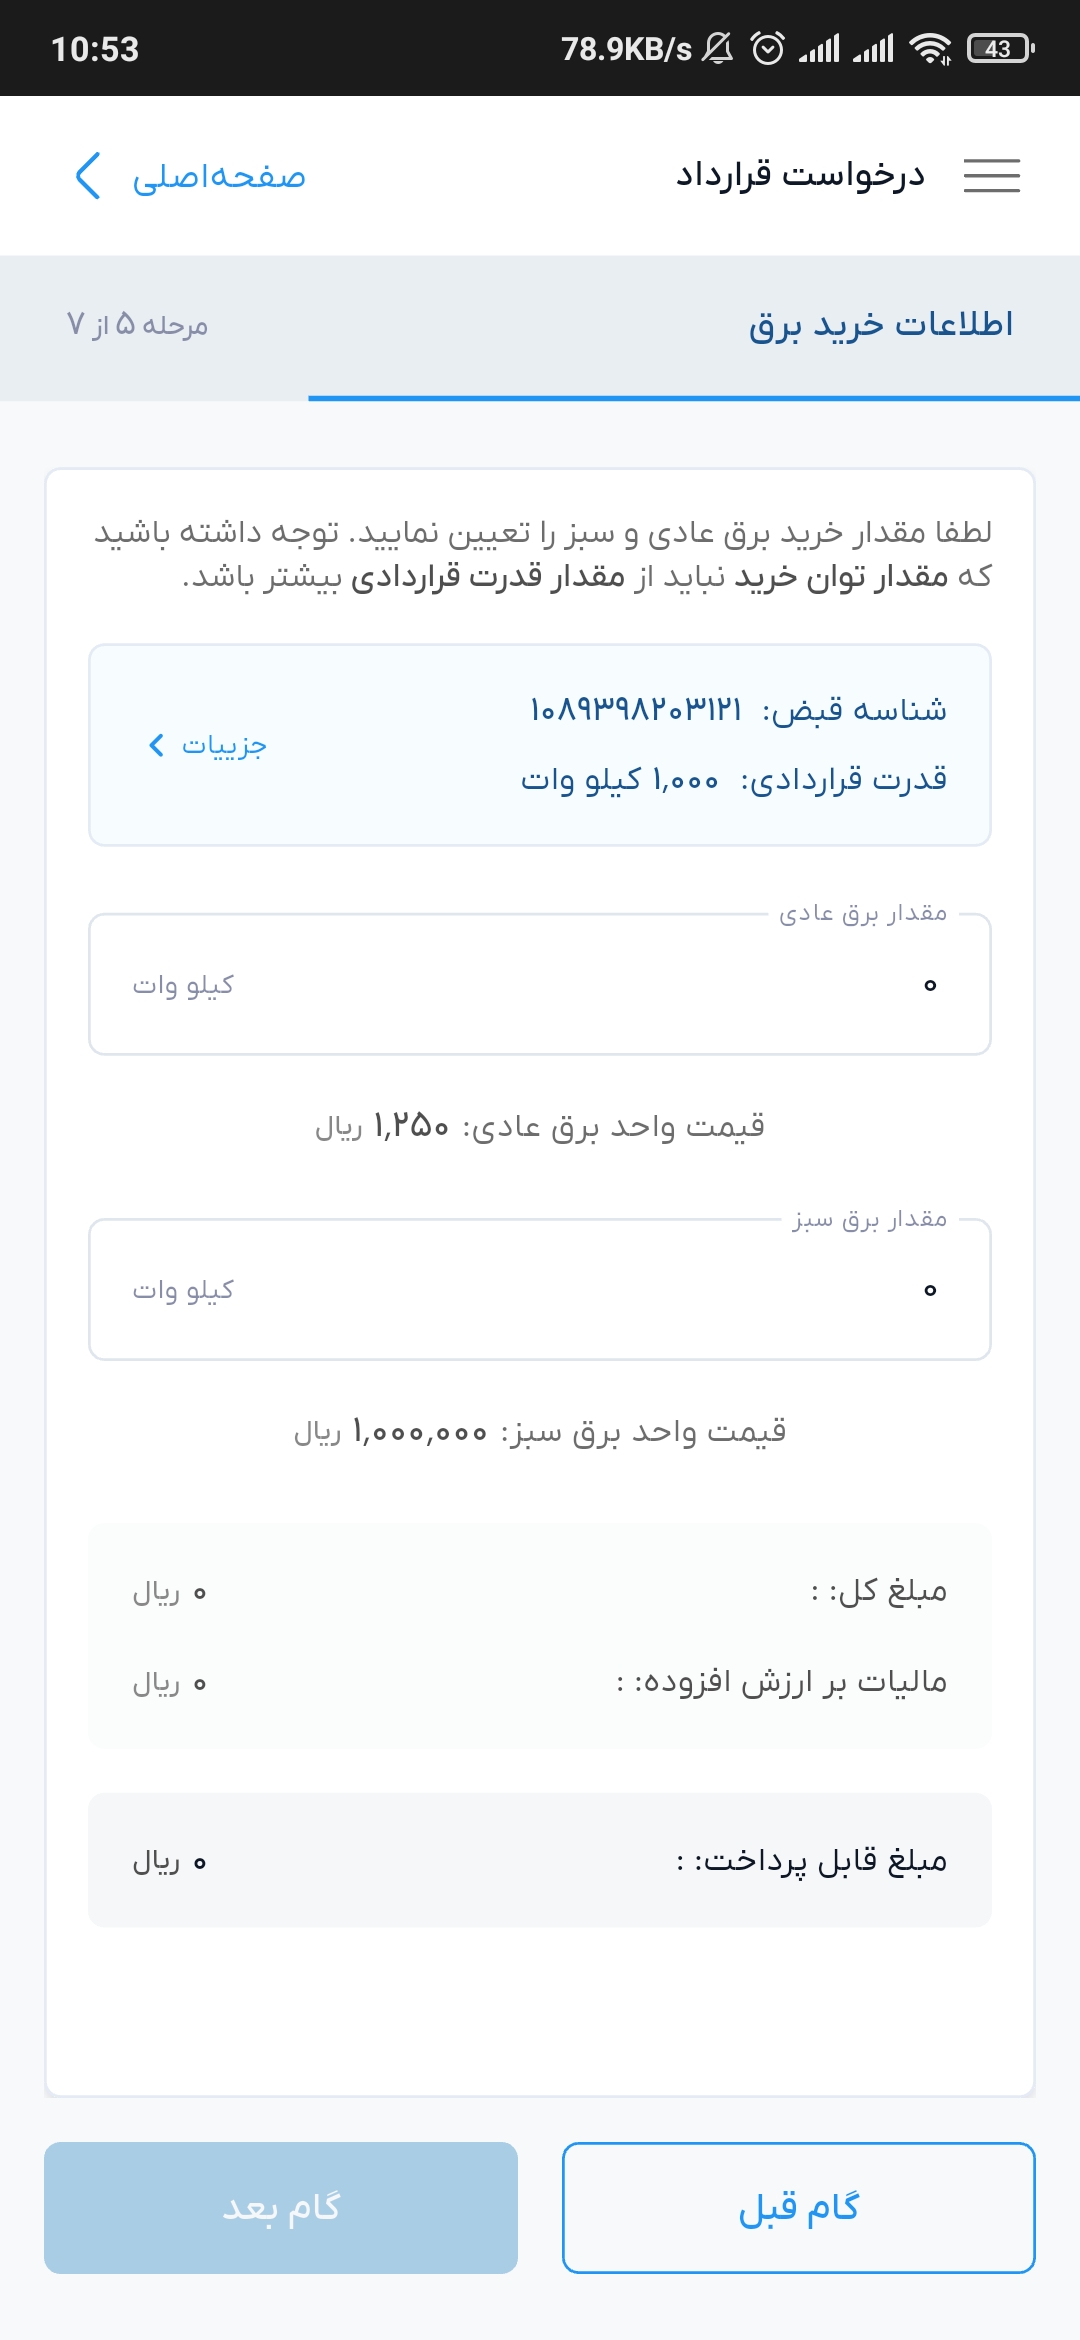 10:53 78.9KB/s 43
درخواست قرارداد صفحه‌اصلی
اطلاعات خرید برق مرحله ۵ از ۷
لطفا مقدار خرید برق عادی و سبز را تعیین نمایید. توجه داشته باشید
که مقدار توان خرید نباید از مقدار قدرت قراردادی بیشتر باشد.
شناسه قبض: ۱۰۸۹۳۹۸۲۰۳۱۲۱
جزییات
قدرت قراردادی: ۱,۰۰۰ کیلو وات
مقدار برق عادی
۰ کیلو وات
قیمت واحد برق عادی: ۱,۲۵۰ ریال
مقدار برق سبز
۰ کیلو وات
قیمت واحد برق سبز: ۱,۰۰۰,۰۰۰ ریال
مبلغ کل: : ۰ ریال
مالیات بر ارزش افزوده: : ۰ ریال
مبلغ قابل پرداخت: : ۰ ریال
گام قبل گام بعد